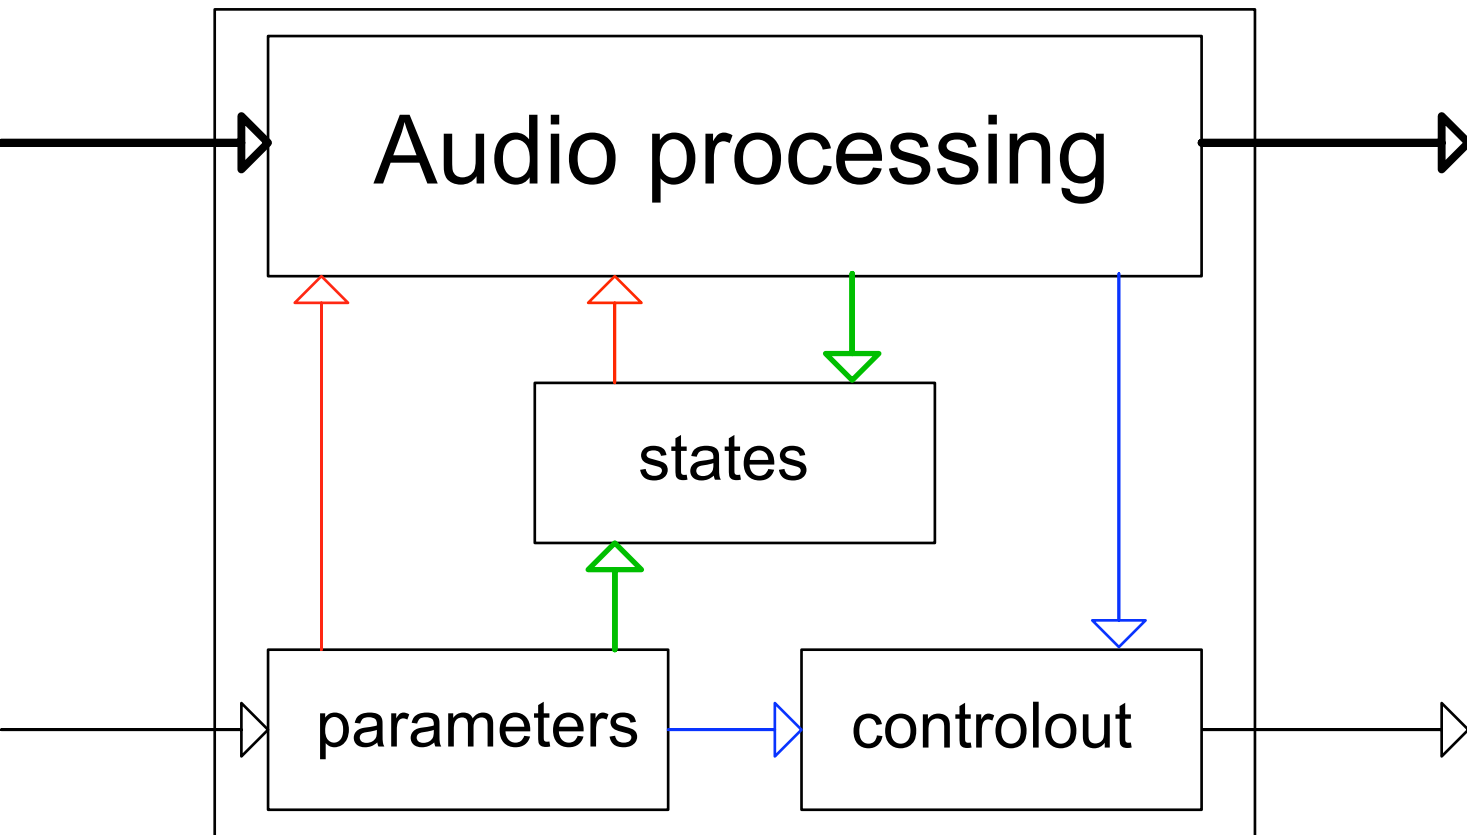 Audio processing
states
parameters
controlout